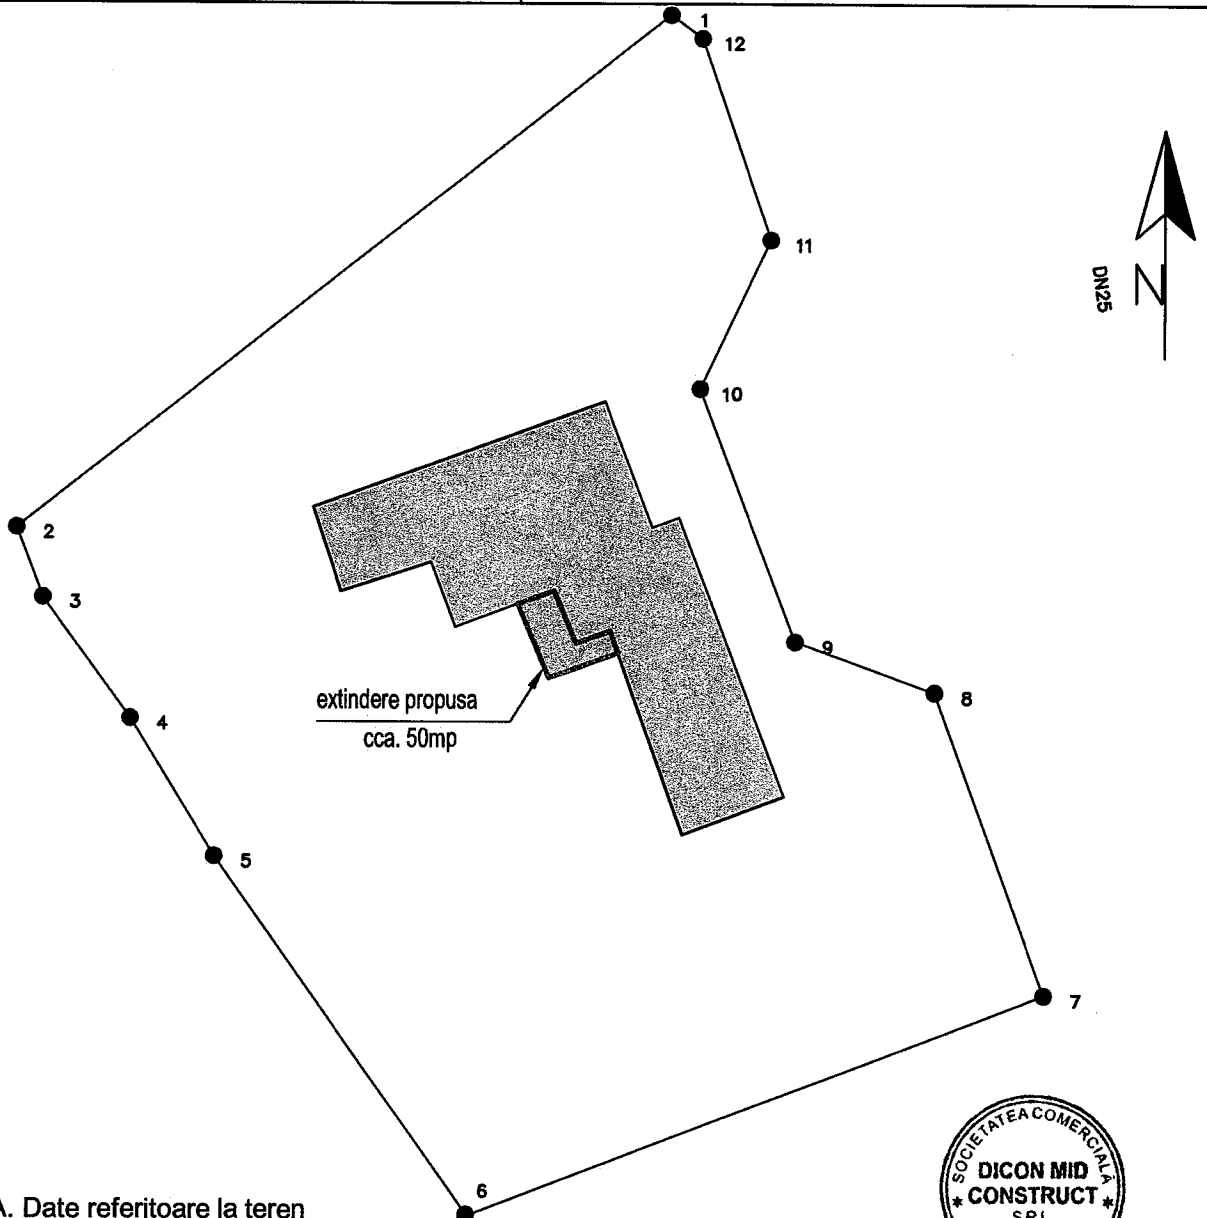 1
12
11
N
DN25
10
2
3
9
8
4
extindere propusa
cca. 50mp
5
7
6
A. Date referitoare la teren
SOCIETATEA COMERCIALĂ
DICON MID
* CONSTRUCT *
SRL